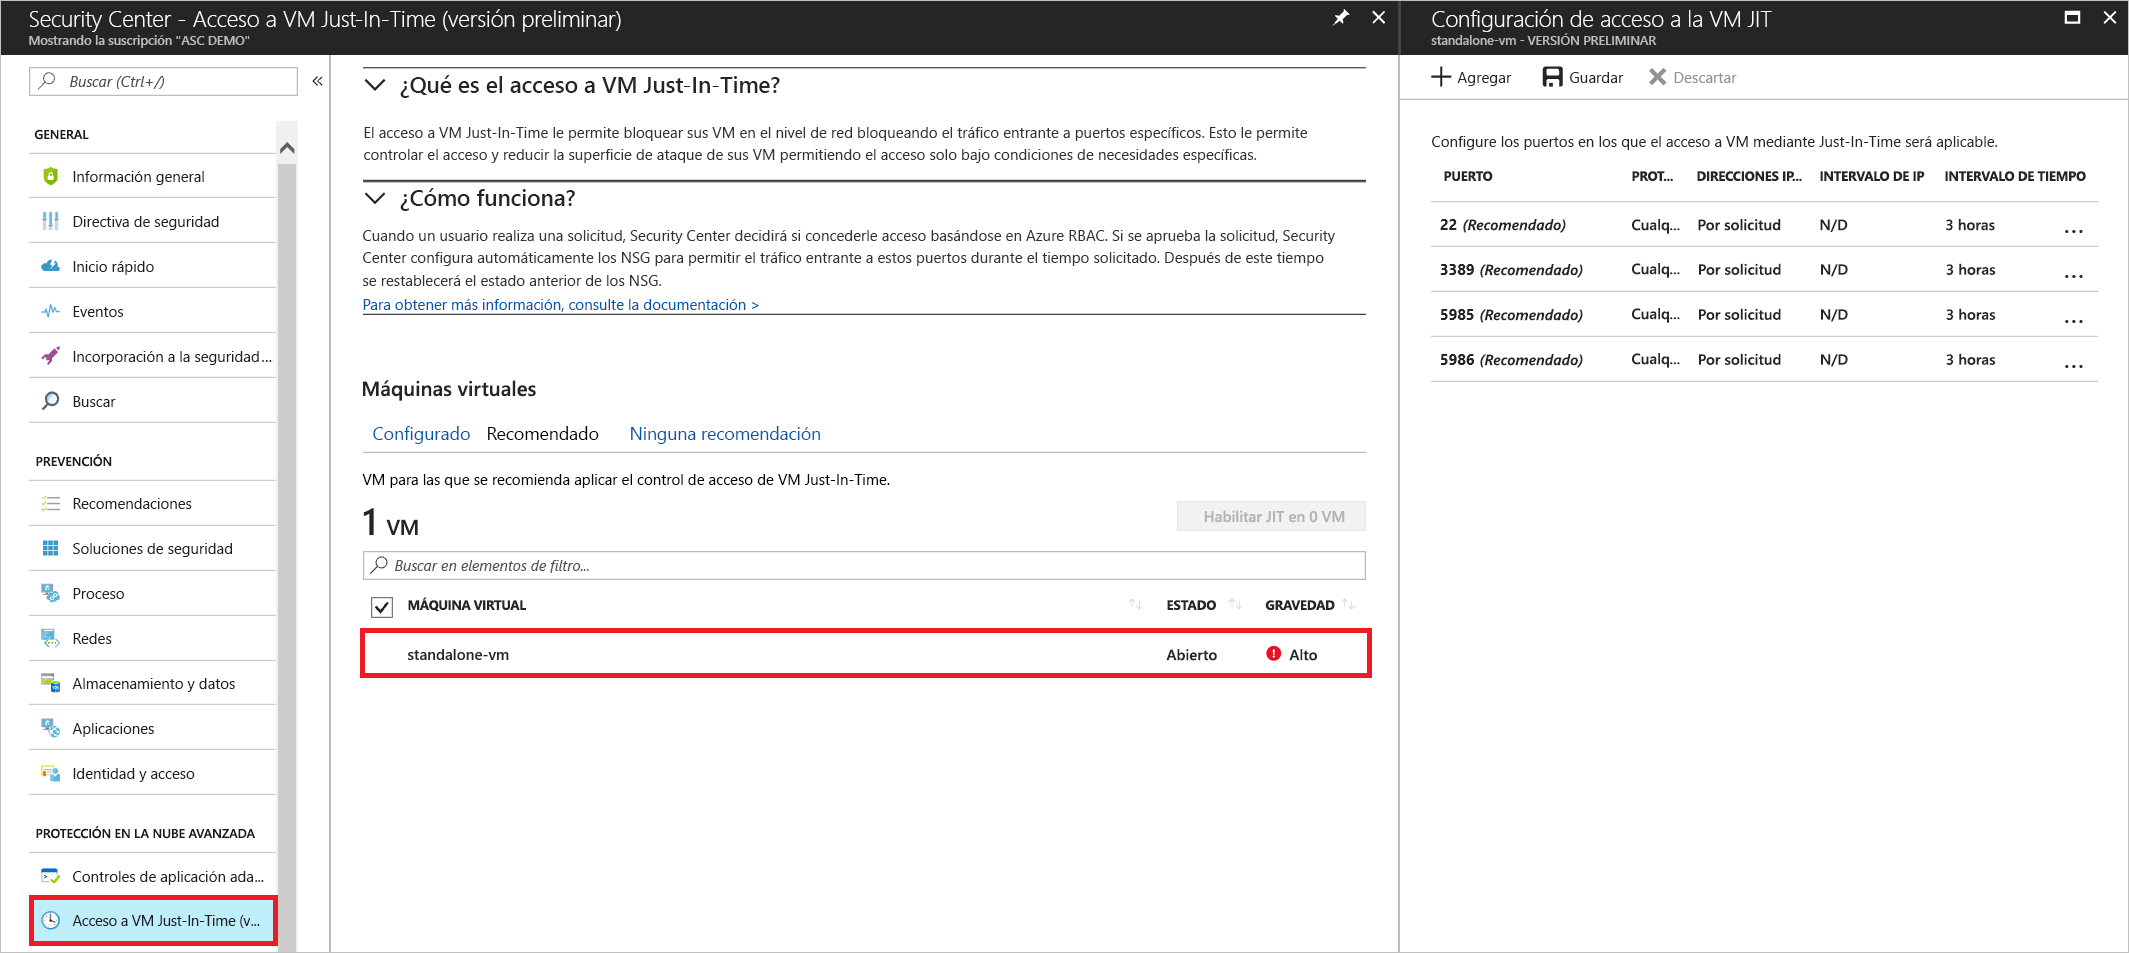 Security Center - Acceso a VM Just-In-Time (versión preliminar)
Mostrando la suscripción "ASC DEMO"
Buscar (Ctrl+/)
«
GENERAL
Información general
Directiva de seguridad
Inicio rápido
Eventos
Incorporación a la seguridad...
Buscar
PREVENCIÓN
Recomendaciones
Soluciones de seguridad
Proceso
Redes
Almacenamiento y datos
Aplicaciones
Identidad y acceso
PROTECCIÓN EN LA NUBE AVANZADA
Controles de aplicación ada...
Acceso a VM Just-In-Time (v...
¿Qué es el acceso a VM Just-In-Time?
El acceso a VM Just-In-Time le permite bloquear sus VM en el nivel de red bloqueando el tráfico entrante a puertos específicos. Esto le permite
controlar el acceso y reducir la superficie de ataque de sus VM permitiendo el acceso solo bajo condiciones de necesidades específicas.
¿Cómo funciona?
Cuando un usuario realiza una solicitud, Security Center decidirá si concederle acceso basándose en Azure RBAC. Si se aprueba la solicitud, Security
Center configura automáticamente los NSG para permitir el tráfico entrante a estos puertos durante el tiempo solicitado. Después de este tiempo
se restablecerá el estado anterior de los NSG.
Para obtener más información, consulte la documentación >
Máquinas virtuales
Configurado Recomendado Ninguna recomendación
VM para las que se recomienda aplicar el control de acceso de VM Just-In-Time.
1 VM
Habilitar JIT en 0 VM
Buscar en elementos de filtro...
MÁQUINA VIRTUAL ESTADO GRAVEDAD
standalone-vm Abierto Alto
Configuración de acceso a la VM JIT
standalone-vm - VERSIÓN PRELIMINAR
Agregar Guardar Descartar
Configure los puertos en los que el acceso a VM mediante Just-In-Time será aplicable.
PUERTO PROT... DIRECCIONES IP... INTERVALO DE IP INTERVALO DE TIEMPO
22 (Recomendado) Cualq... Por solicitud N/D 3 horas ...
3389 (Recomendado) Cualq... Por solicitud N/D 3 horas ...
5985 (Recomendado) Cualq... Por solicitud N/D 3 horas ...
5986 (Recomendado) Cualq... Por solicitud N/D 3 horas ...